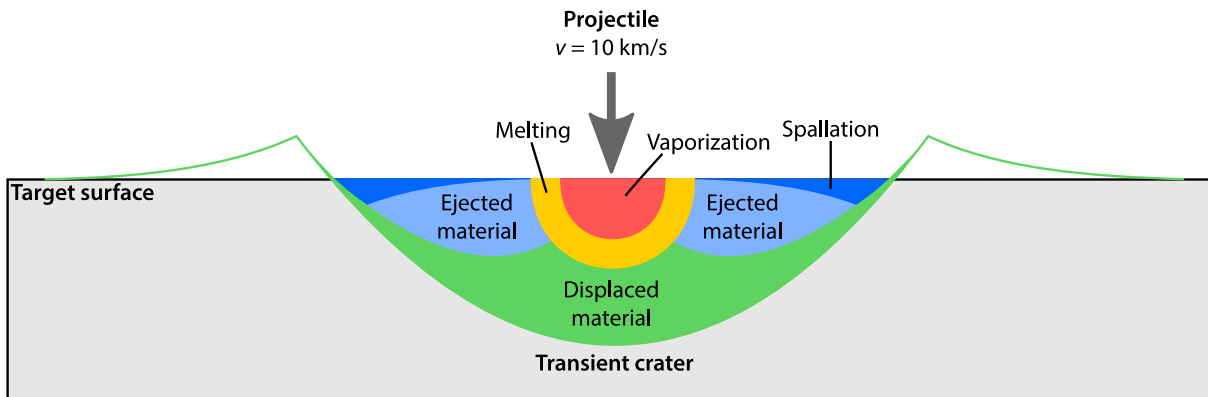 Projectile
v = 10 km/s
Melting
Vaporization
Spallation
Target surface
Ejected
material
Ejected
material
Displaced
material
Transient crater